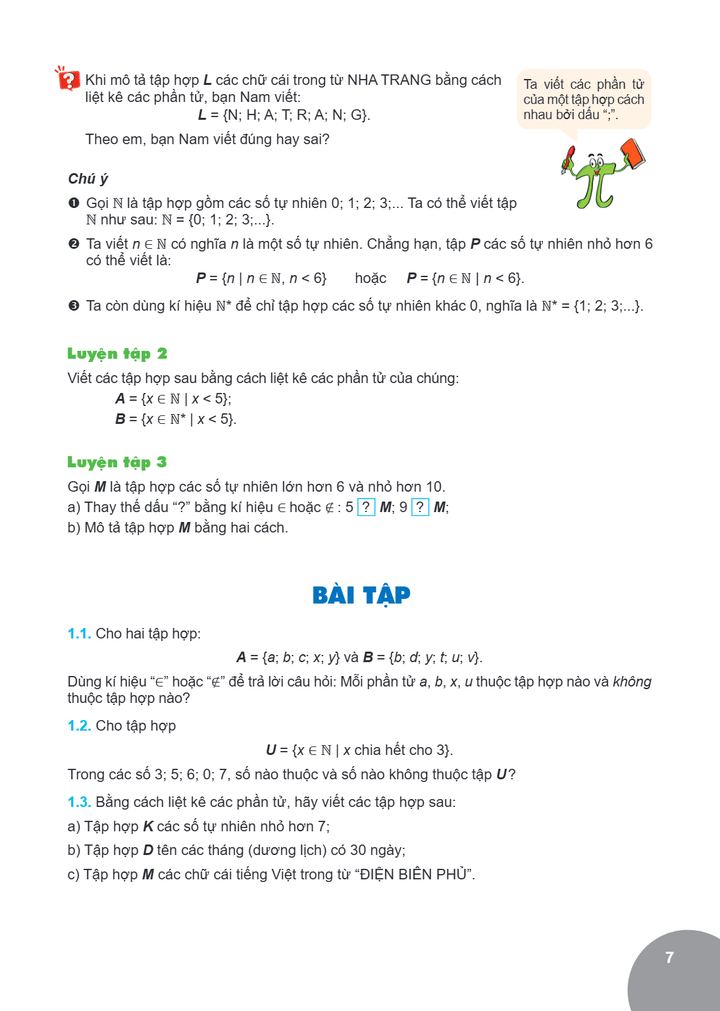 ?
Khi mô tả tập hợp L các chữ cái trong từ NHA TRANG bằng cách
liệt kê các phần tử, bạn Nam viết:
L = {N; H; A; T; R; A; N; G}.
Theo em, bạn Nam viết đúng hay sai?
Ta viết các phần tử
của một tập hợp cách
nhau bởi dấu “;”.
Chú ý
❶ Gọi ℕ là tập hợp gồm các số tự nhiên 0; 1; 2; 3;... Ta có thể viết tập
ℕ như sau: ℕ = {0; 1; 2; 3;...}.
❷ Ta viết n ∈ ℕ có nghĩa n là một số tự nhiên. Chẳng hạn, tập P các số tự nhiên nhỏ hơn 6
có thể viết là:
P = {n | n ∈ ℕ, n < 6} hoặc P = {n ∈ ℕ | n < 6}.
❸ Ta còn dùng kí hiệu ℕ* để chỉ tập hợp các số tự nhiên khác 0, nghĩa là ℕ* = {1; 2; 3;...}.
Luyện tập 2
Viết các tập hợp sau bằng cách liệt kê các phần tử của chúng:
A = {x ∈ ℕ | x < 5};
B = {x ∈ ℕ* | x < 5}.
Luyện tập 3
Gọi M là tập hợp các số tự nhiên lớn hơn 6 và nhỏ hơn 10.
a) Thay thế dấu “?” bằng kí hiệu ∈ hoặc ∉ : 5 ? M; 9 ? M;
b) Mô tả tập hợp M bằng hai cách.
BÀI TẬP
1.1. Cho hai tập hợp:
A = {a; b; c; x; y} và B = {b; d; y; t; u; v}.
Dùng kí hiệu “∈” hoặc “∉” để trả lời câu hỏi: Mỗi phần tử a, b, x, u thuộc tập hợp nào và không
thuộc tập hợp nào?
1.2. Cho tập hợp
U = {x ∈ ℕ | x chia hết cho 3}.
Trong các số 3; 5; 6; 0; 7, số nào thuộc và số nào không thuộc tập U?
1.3. Bằng cách liệt kê các phần tử, hãy viết các tập hợp sau:
a) Tập hợp K các số tự nhiên nhỏ hơn 7;
b) Tập hợp D tên các tháng (dương lịch) có 30 ngày;
c) Tập hợp M các chữ cái tiếng Việt trong từ “ĐIỆN BIÊN PHỦ”.
7